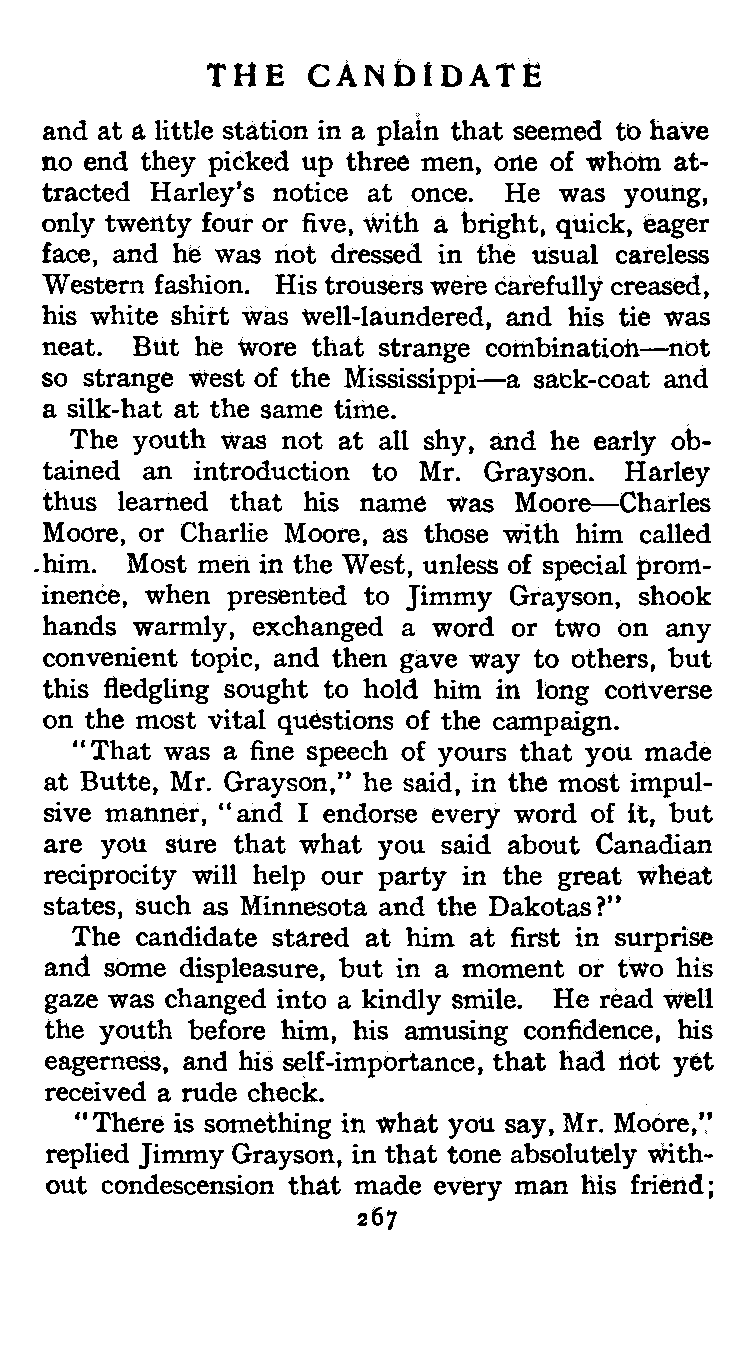 THE CANDIDATE
and at a little station in a plain that seemed to have
no end they picked up three men, one of whom at-
tracted Harley's notice at once. He was young,
only twenty four or five, with a bright, quick, eager
face, and he was not dressed in the usual careless
Western fashion. His trousers were carefully creased,
his white shirt was well-laundered, and his tie was
neat. But he wore that strange combination—not
so strange west of the Mississippi—a sack-coat and
a silk-hat at the same time.
The youth was not at all shy, and he early ob-
tained an introduction to Mr. Grayson. Harley
thus learned that his name was Moore—Charles
Moore, or Charlie Moore, as those with him called
him. Most men in the West, unless of special prom-
inence, when presented to Jimmy Grayson, shook
hands warmly, exchanged a word or two on any
convenient topic, and then gave way to others, but
this fledgling sought to hold him in long converse
on the most vital questions of the campaign.
"That was a fine speech of yours that you made
at Butte, Mr. Grayson," he said, in the most impul-
sive manner, "and I endorse every word of it, but
are you sure that what you said about Canadian
reciprocity will help our party in the great wheat
states, such as Minnesota and the Dakotas?"
The candidate stared at him at first in surprise
and some displeasure, but in a moment or two his
gaze was changed into a kindly smile. He read well
the youth before him, his amusing confidence, his
eagerness, and his self-importance, that had not yet
received a rude check.
"There is something in what you say, Mr. Moore,"
replied Jimmy Grayson, in that tone absolutely with-
out condescension that made every man his friend;
267